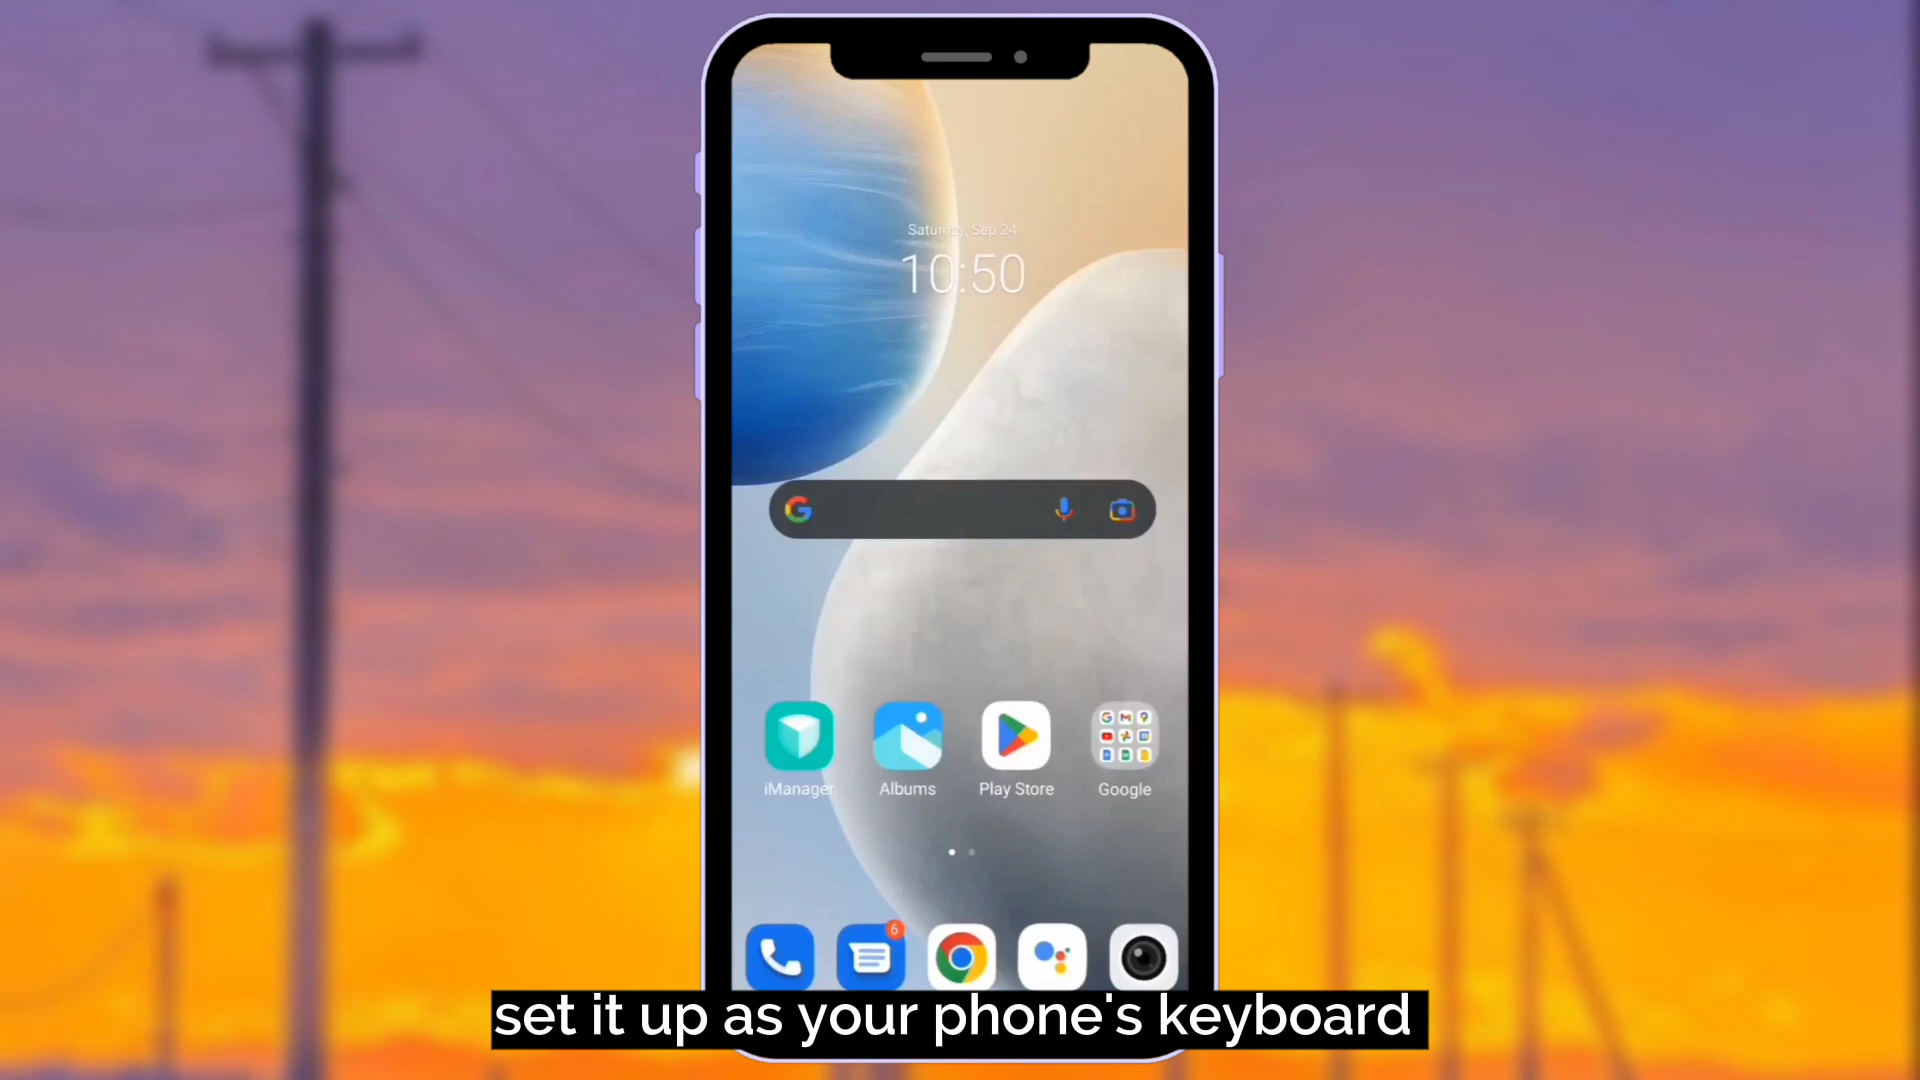 Saturday, Sep 24
10:50
iManager
Albums
Play Store
Google
6
set it up as your phone's keyboard